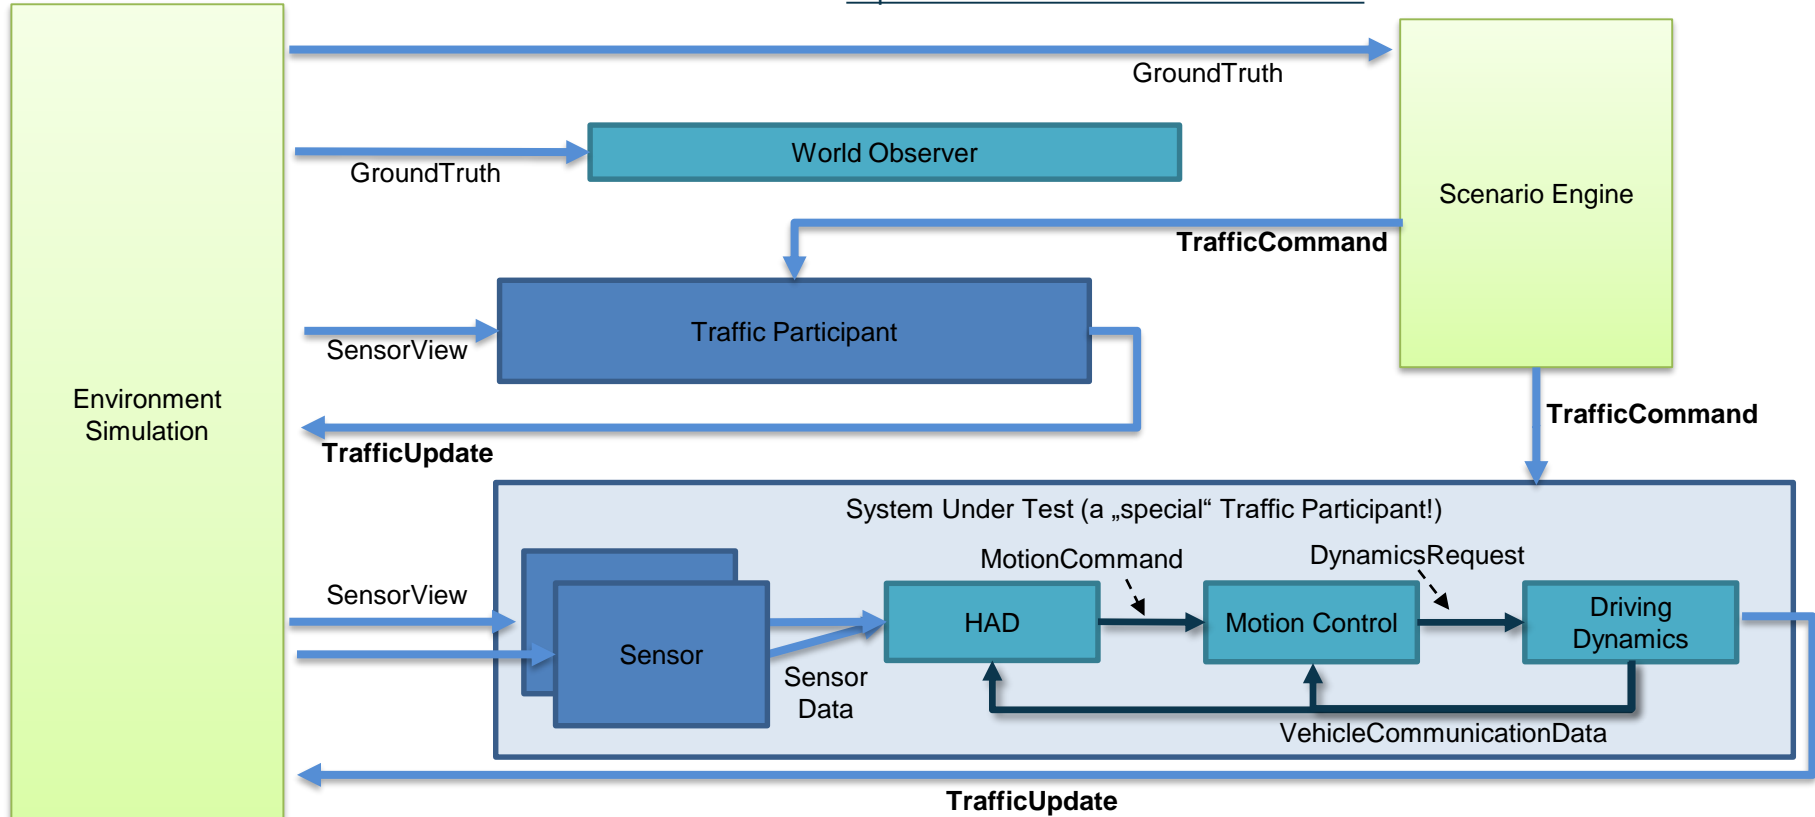 GroundTruth
World Observer
GroundTruth
Scenario Engine
TrafficCommand
Traffic Participant
SensorView
Environment
Simulation
TrafficCommand
TrafficUpdate
System Under Test (a „special“ Traffic Participant!)
MotionCommand
DynamicsRequest
SensorView
HAD
Motion Control
Driving
Dynamics
Sensor
Sensor
Data
VehicleCommunicationData
TrafficUpdate